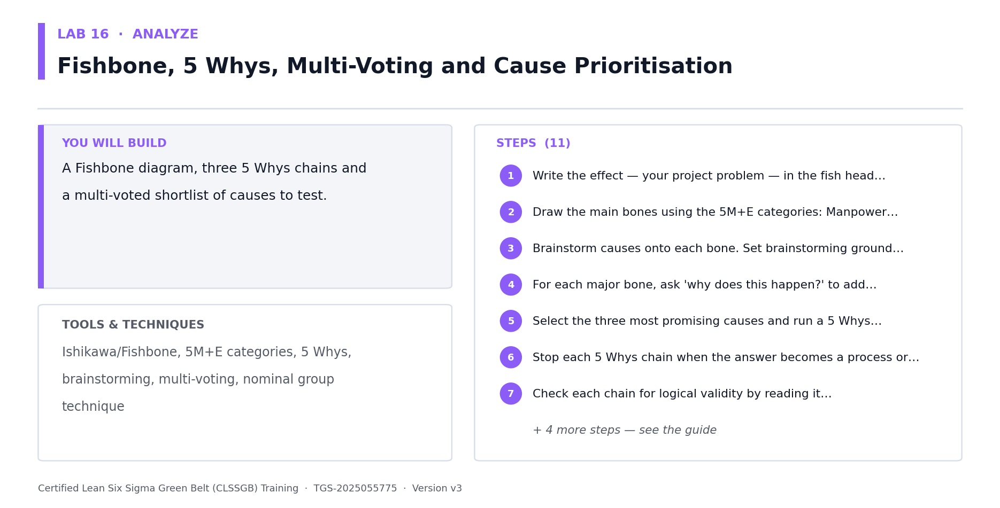 LAB 16 · ANALYZE
Fishbone, 5 Whys, Multi-Voting and Cause Prioritisation
YOU WILL BUILD
A Fishbone diagram, three 5 Whys chains and
a multi-voted shortlist of causes to test.
TOOLS & TECHNIQUES
Ishikawa/Fishbone, 5M+E categories, 5 Whys,
brainstorming, multi-voting, nominal group
technique
STEPS (11)
1 Write the effect — your project problem — in the fish head…
2 Draw the main bones using the 5M+E categories: Manpower…
3 Brainstorm causes onto each bone. Set brainstorming ground…
4 For each major bone, ask 'why does this happen?' to add…
5 Select the three most promising causes and run a 5 Whys…
6 Stop each 5 Whys chain when the answer becomes a process or…
7 Check each chain for logical validity by reading it…
+ 4 more steps — see the guide
Certified Lean Six Sigma Green Belt (CLSSGB) Training · TGS-2025055775 · Version v3